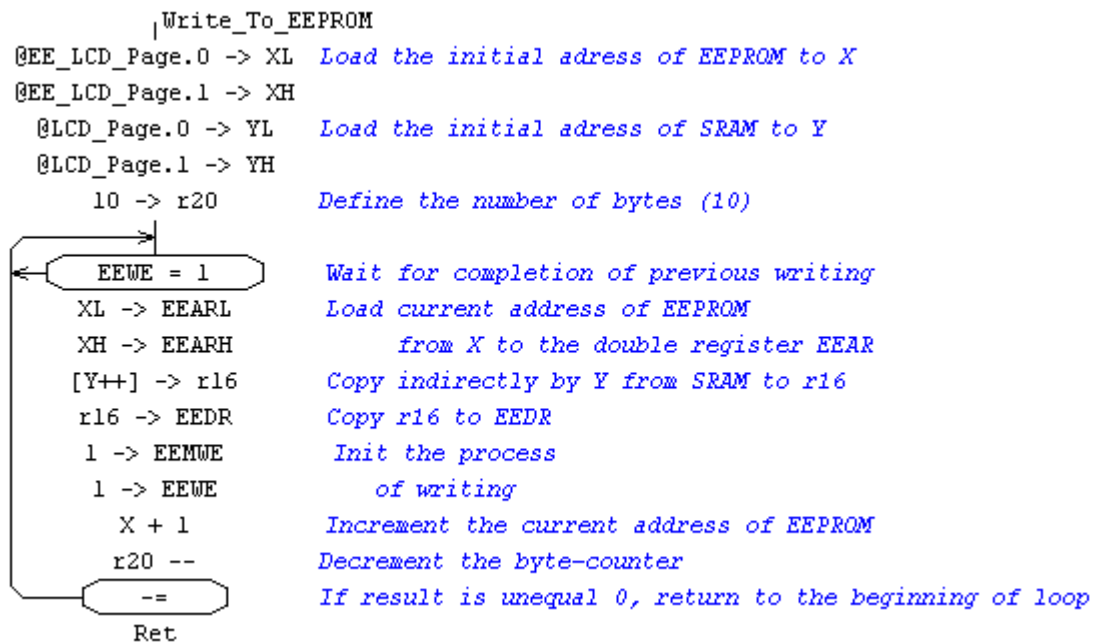 Write_To_EEPROM
@EE_LCD_Page.0 -> XL Load the initial adress of EEPROM to X
@EE_LCD_Page.1 -> XH
@LCD_Page.0 -> YL Load the initial adress of SRAM to Y
@LCD_Page.1 -> YH
10 -> r20 Define the number of bytes (10)
EEWE = 1 Wait for completion of previous writing
XL -> EEARL Load current address of EEPROM
XH -> EEARH from X to the double register EEAR
[Y++] -> r16 Copy indirectly by Y from SRAM to r16
r16 -> EEDR Copy r16 to EEDR
1 -> EEMWE Init the process
1 -> EEWE of writing
X + 1 Increment the current address of EEPROM
r20 -- Decrement the byte-counter
-= If result is unequal 0, return to the beginning of loop
Ret